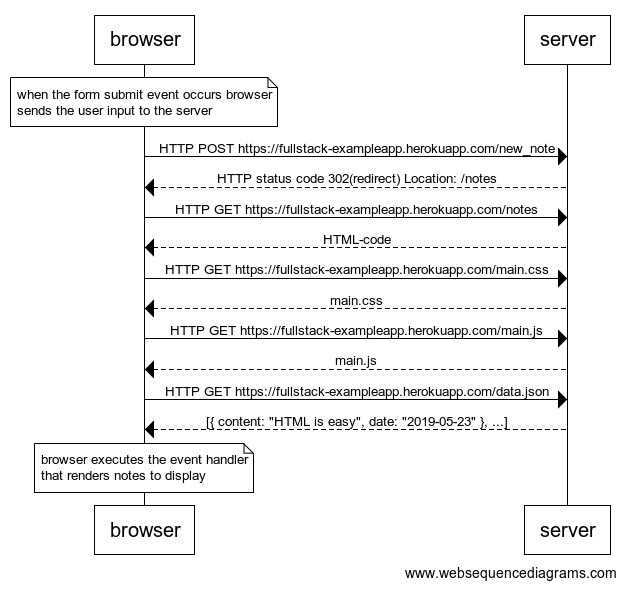 browser
server
when the form submit event occurs browser
sends the user input to the server
HTTP POST https://fullstack-exampleapp.herokuapp.com/new_note
HTTP status code 302(redirect) Location: /notes
HTTP GET https://fullstack-exampleapp.herokuapp.com/notes
HTML-code
HTTP GET https://fullstack-exampleapp.herokuapp.com/main.css
main.css
HTTP GET https://fullstack-exampleapp.herokuapp.com/main.js
main.js
HTTP GET https://fullstack-exampleapp.herokuapp.com/data.json
[{ content: "HTML is easy", date: "2019-05-23" }, ...]
browser executes the event handler
that renders notes to display
browser
server
www.websequencediagrams.com